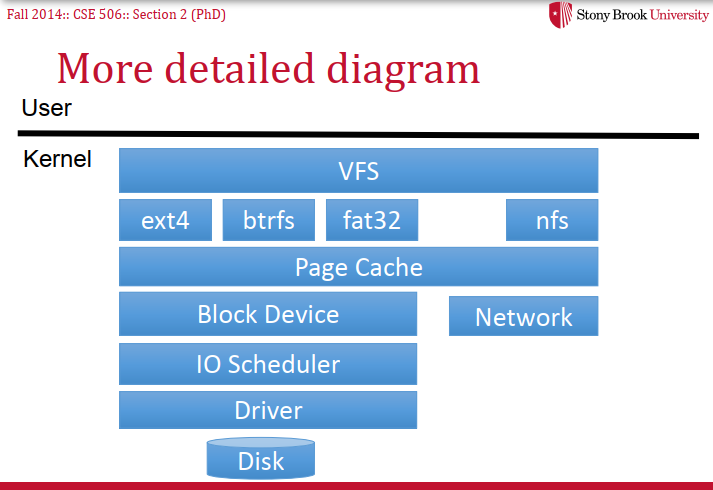 Fall 2014:: CSE 506:: Section 2 (PhD)
Stony Brook University
More detailed diagram
User
Kernel
VFS
ext4
btrfs
fat32
nfs
Page Cache
Block Device
Network
IO Scheduler
Driver
Disk